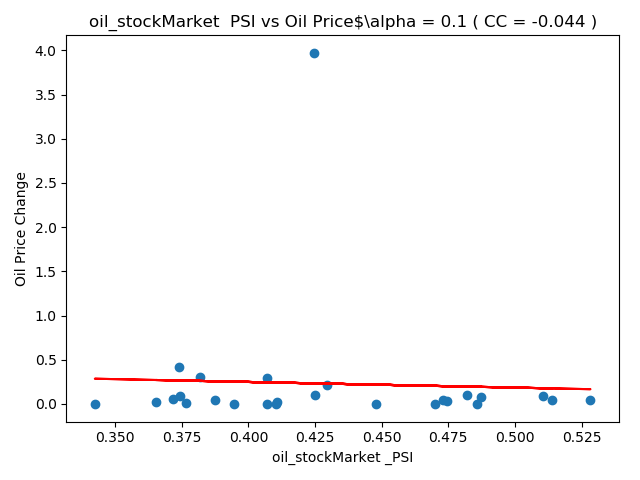 oil_stockMarket  PSI vs Oil Price$\alpha = 0.1 ( CC = -0.044 )
4.0
3.5
3.0
2.5
2.0
1.5
1.0
0.5
0.0
Oil Price Change
0.350 0.375 0.400 0.425 0.450 0.475 0.500 0.525
oil_stockMarket _PSI